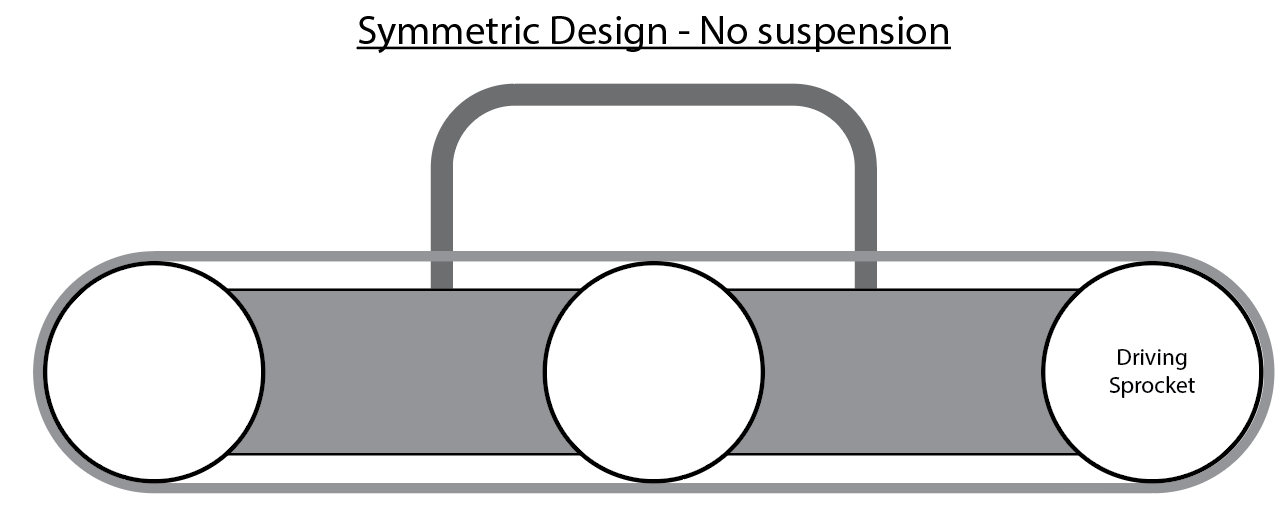 Symmetric Design - No suspension
Driving
Sprocket